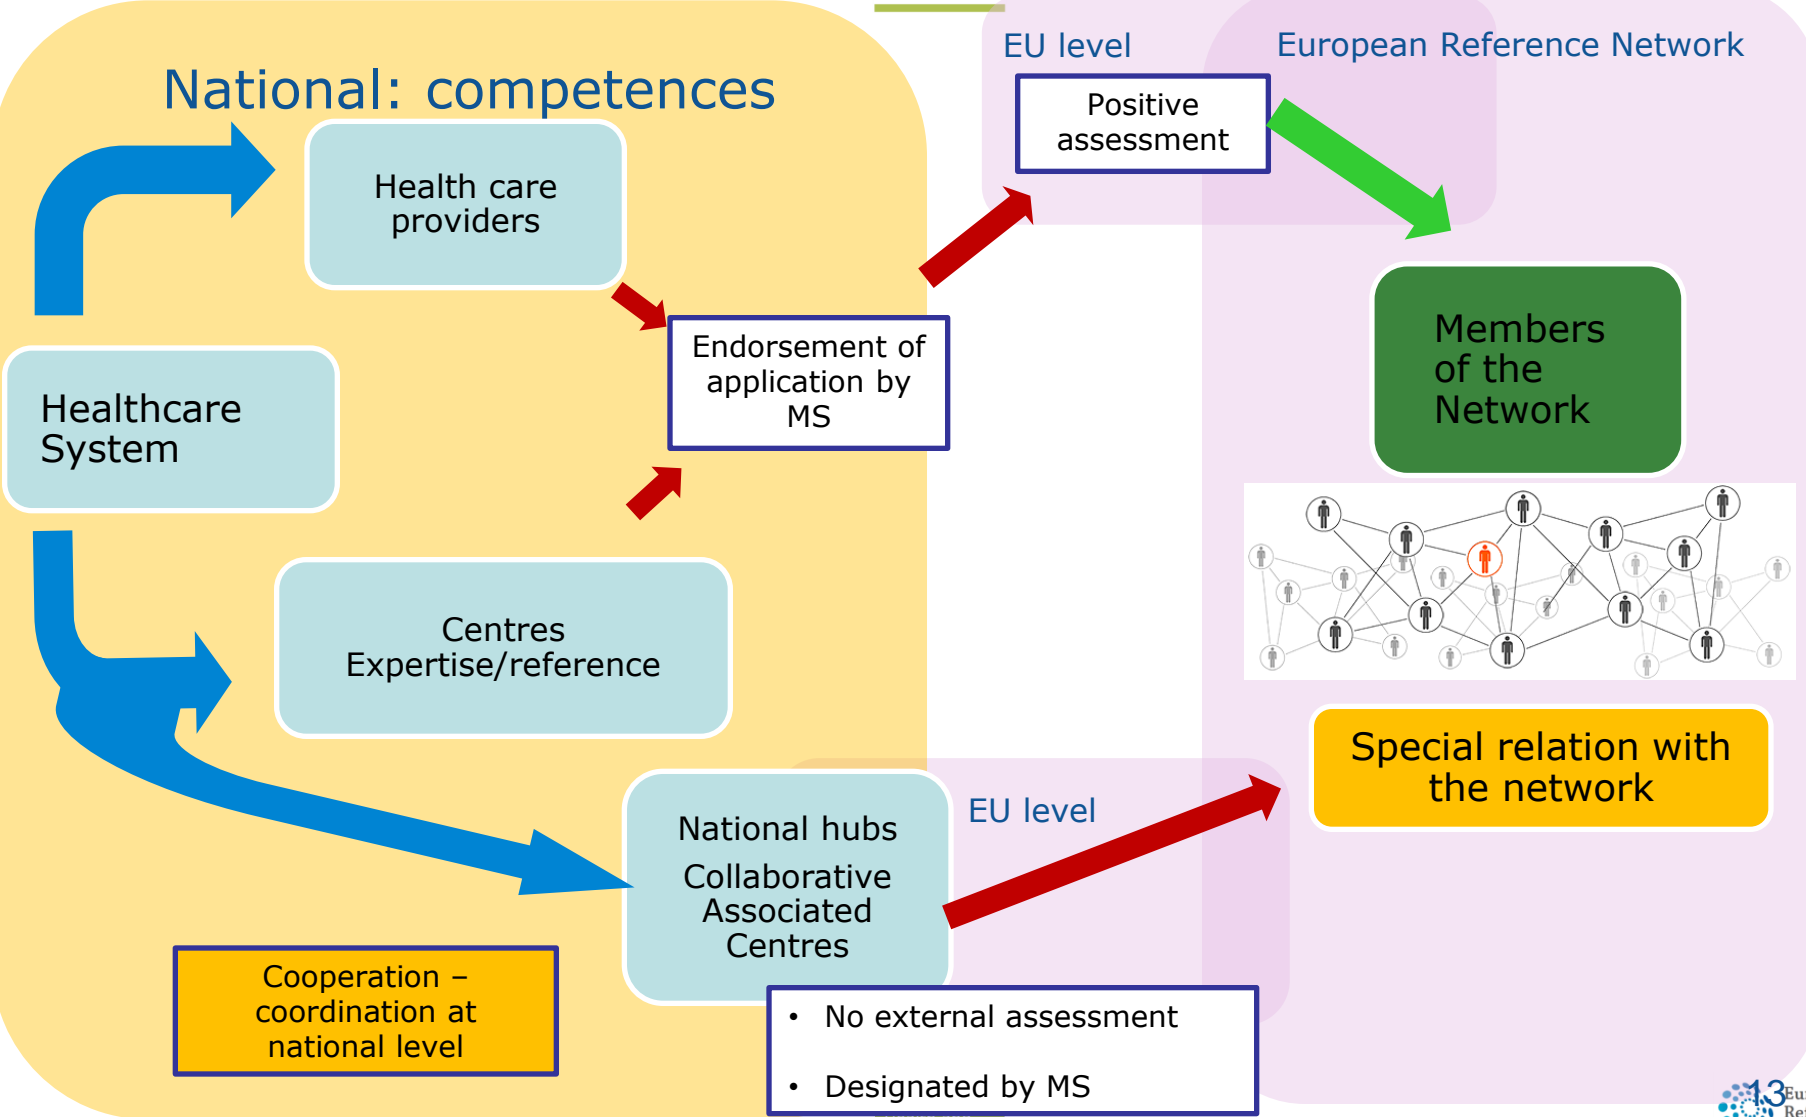 National: competences
EU level
European Reference Network
Positive
assessment
Health care
providers
Endorsement of
application by
MS
Members
of the
Network
Healthcare
System
Centres
Expertise/reference
Special relation with
the network
EU level
National hubs
Collaborative
Associated
Centres
Cooperation –
coordination at
national level
• No external assessment
• Designated by MS
13